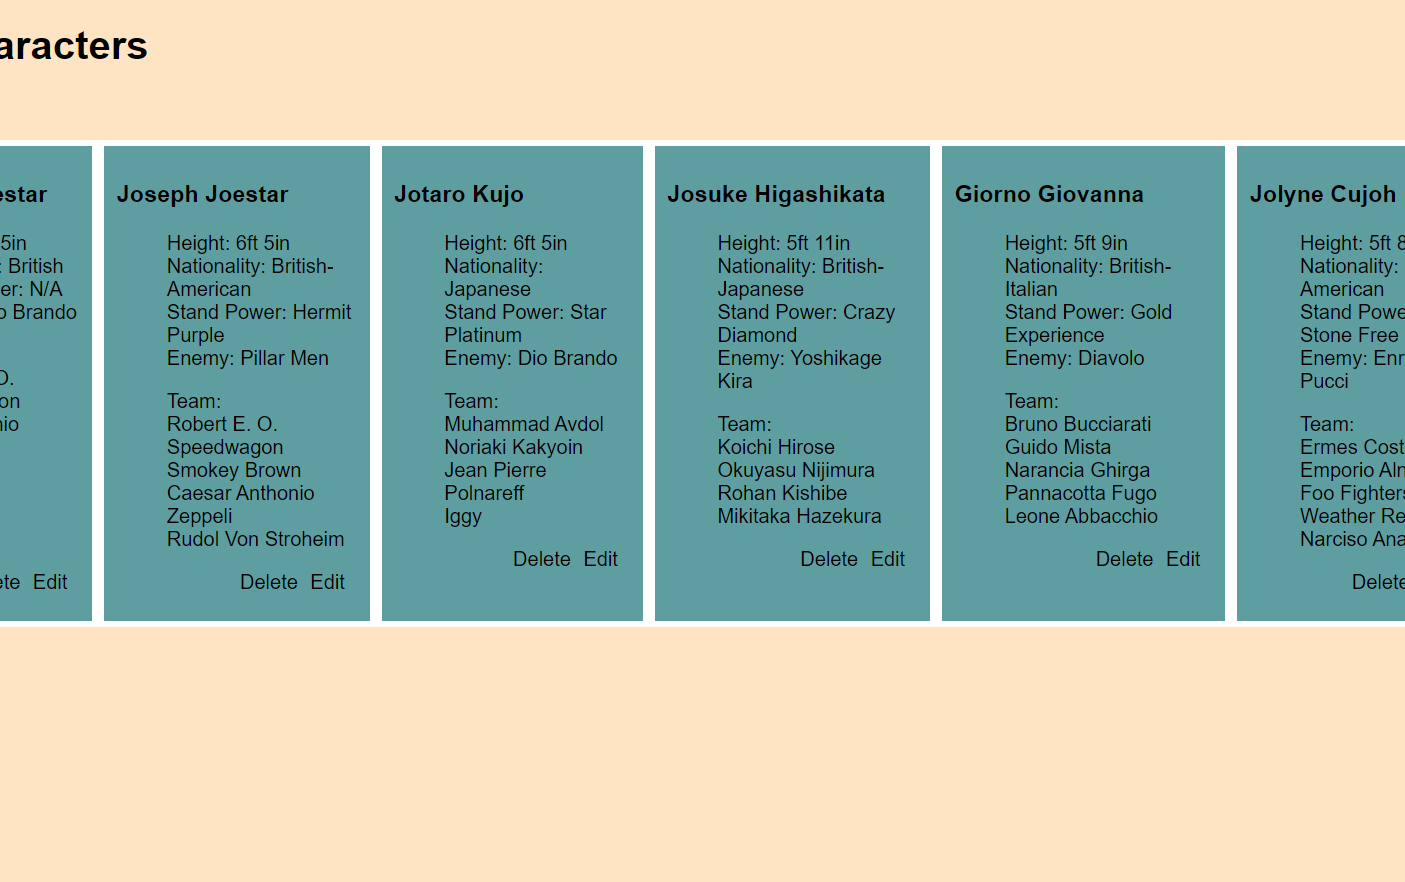 aracters
estar
5in
: British
er: N/A
o Brando
O.
on
nio
ete Edit
Joseph Joestar
Height: 6ft 5in
Nationality: British-
American
Stand Power: Hermit
Purple
Enemy: Pillar Men
Team:
Robert E. O.
Speedwagon
Smokey Brown
Caesar Anthonio
Zeppeli
Rudol Von Stroheim
Delete Edit
Jotaro Kujo
Height: 6ft 5in
Nationality:
Japanese
Stand Power: Star
Platinum
Enemy: Dio Brando
Team:
Muhammad Avdol
Noriaki Kakyoin
Jean Pierre
Polnareff
Iggy
Delete Edit
Josuke Higashikata
Height: 5ft 11in
Nationality: British-
Japanese
Stand Power: Crazy
Diamond
Enemy: Yoshikage
Kira
Team:
Koichi Hirose
Okuyasu Nijimura
Rohan Kishibe
Mikitaka Hazekura
Delete Edit
Giorno Giovanna
Height: 5ft 9in
Nationality: British-
Italian
Stand Power: Gold
Experience
Enemy: Diavolo
Team:
Bruno Bucciarati
Guido Mista
Narancia Ghirga
Pannacotta Fugo
Leone Abbacchio
Delete Edit
Jolyne Cujoh
Height: 5ft 8
Nationality:
American
Stand Powe
Stone Free
Enemy: Enr
Pucci
Team:
Ermes Cost
Emporio Aln
Foo Fighters
Weather Re
Narciso Ana
Delete